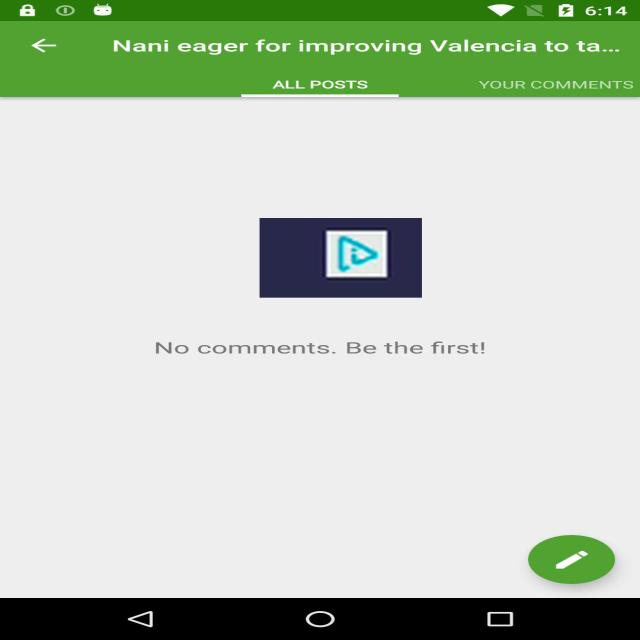 6:14
Nani eager for improving Valencia to ta...
ALL POSTS
YOUR COMMENTS
No comments. Be the first!